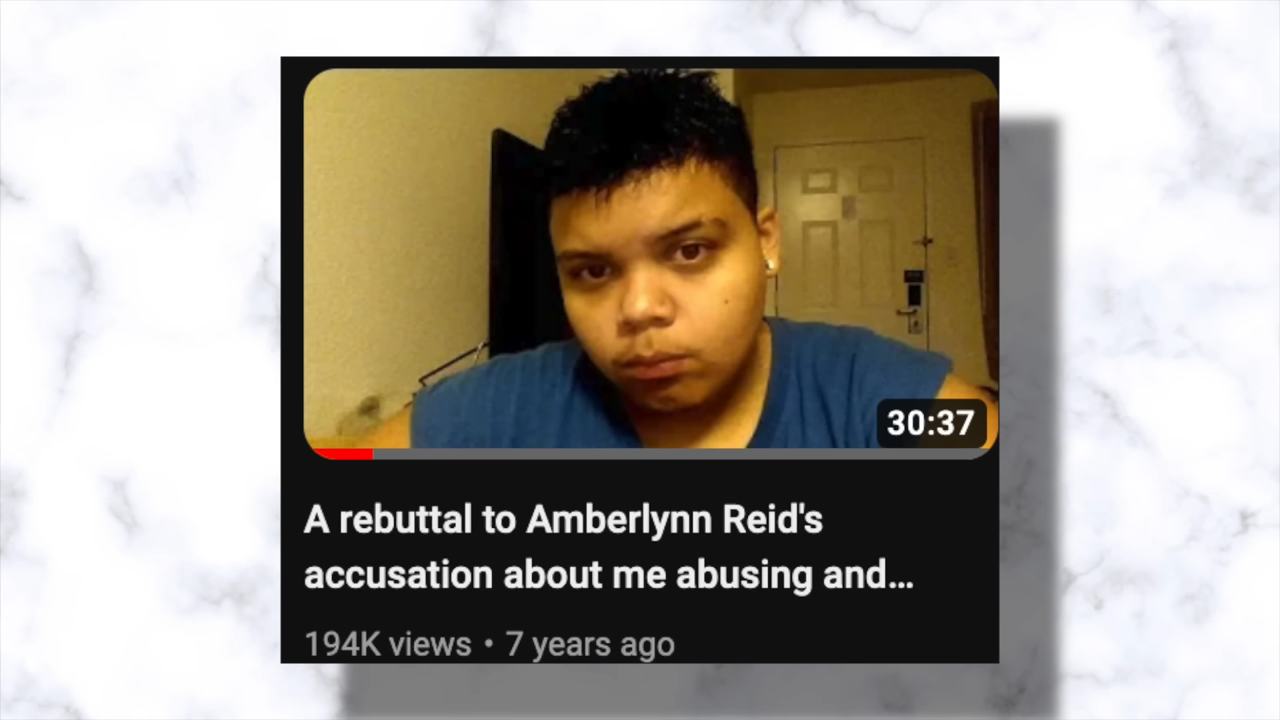 30:37
A rebuttal to Amberlynn Reid's
accusation about me abusing and...
194K views • 7 years ago